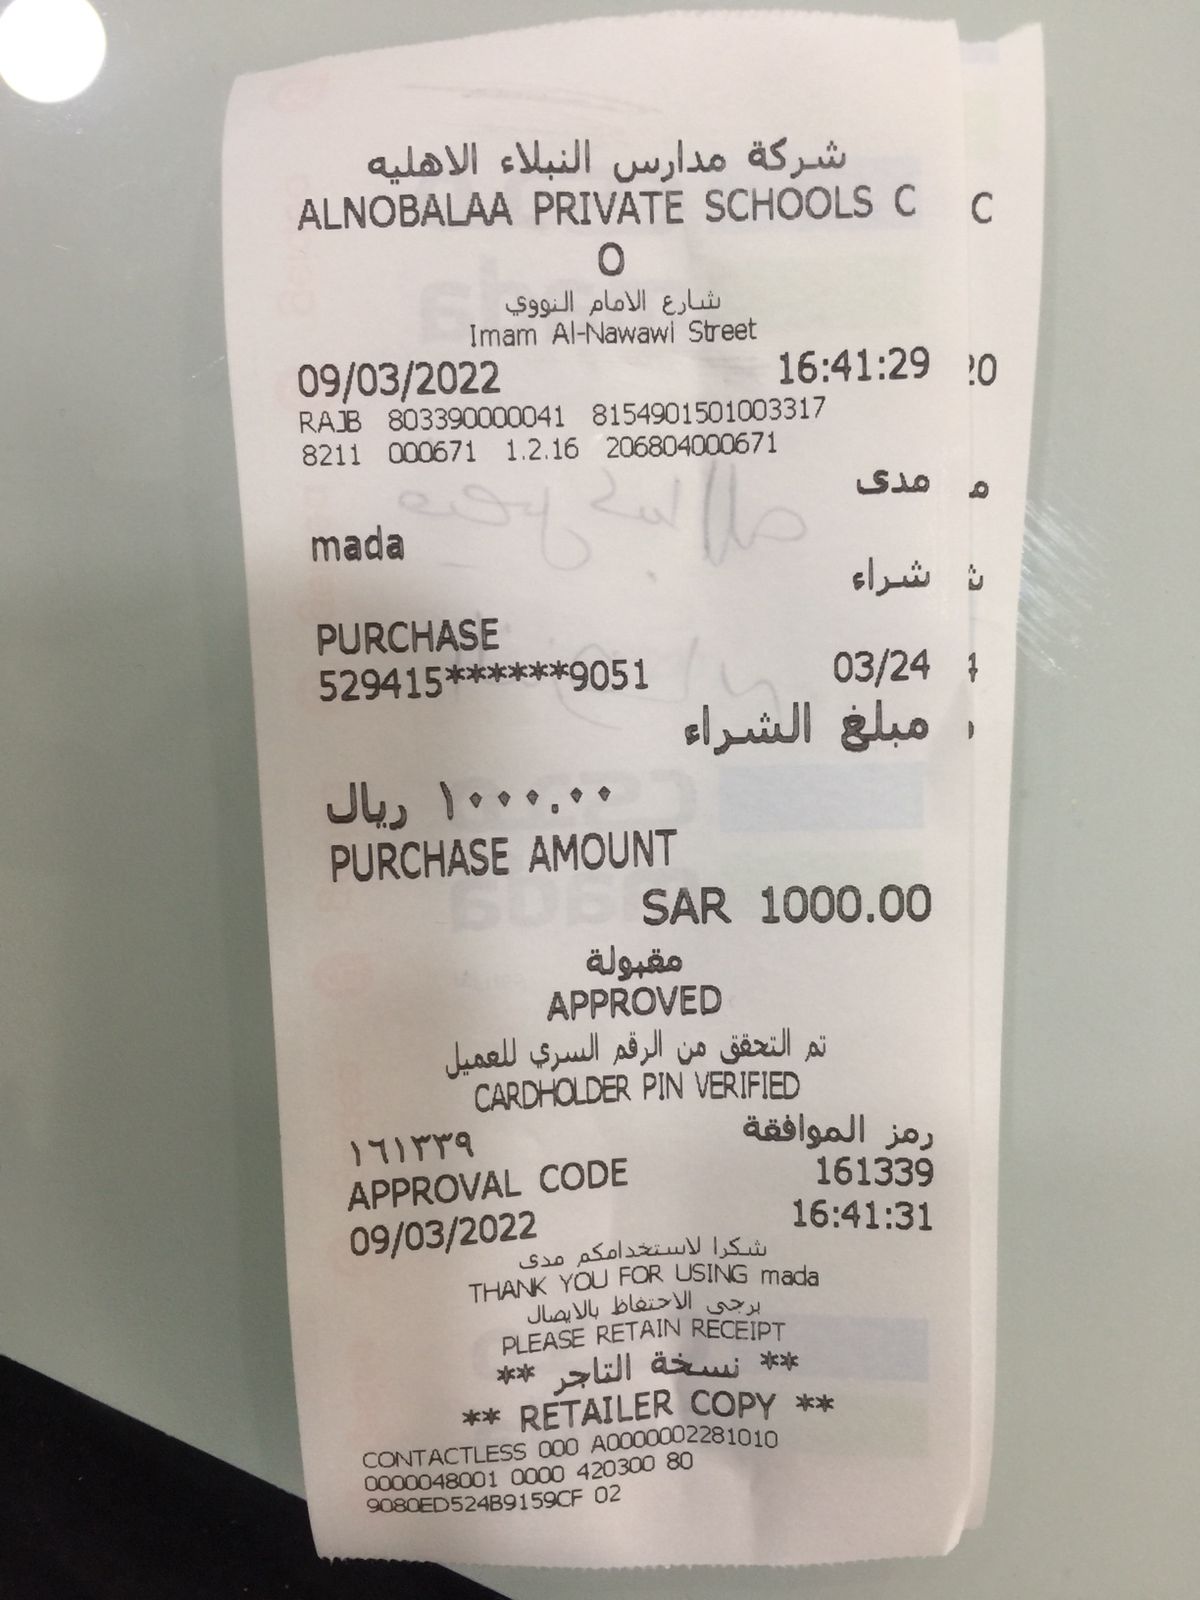 شركة مدارس النبلاء الاهليه
ALNOBALAA PRIVATE SCHOOLS C
O
شارع الامام النووي
Imam Al-Nawawi Street
09/03/2022 16:41:29
RAJB 803390000041 8154901501003317
8211 000671 1.2.16 206804000671
مدى
mada
شراء
PURCHASE
529415******9051 03/24
مبلغ الشراء
١٠٠٠.٠٠ ريال
PURCHASE AMOUNT
SAR 1000.00
مقبولة
APPROVED
تم التحقق من الرقم السري للعميل
CARDHOLDER PIN VERIFIED
رمز الموافقة ١٦١٣٣٩
APPROVAL CODE 161339
09/03/2022 16:41:31
شكرا لاستخدامكم مدى
THANK YOU FOR USING mada
يرجى الاحتفاظ بالايصال
PLEASE RETAIN RECEIPT
** نسخة التاجر **
** RETAILER COPY **
CONTACTLESS 000 A0000002281010
0000048001 0000 420300 80
9080ED524B9159CF 02